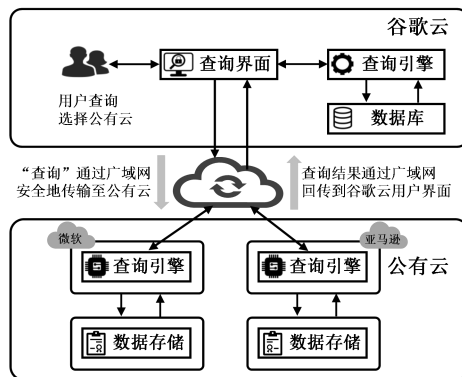 谷歌云
查询界面
查询引擎
用户查询
选择公有云
数据库
“查询”通过广域网
安全地传输至公有云
查询结果通过广域网
回传到谷歌云用户界面
微软
亚马逊
查询引擎
查询引擎
公有云
数据存储
数据存储